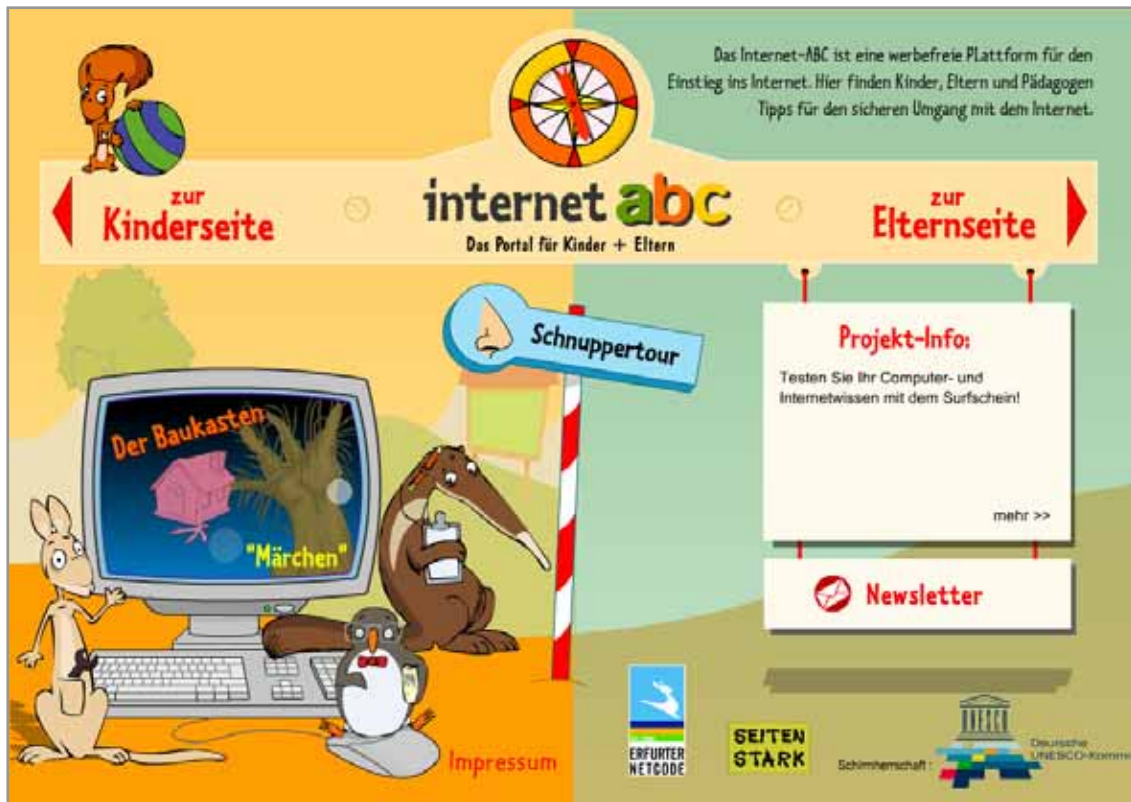 Das Internet-ABC ist eine werbefreie PLattform für den
Einstieg ins Internet. Hier finden Kinder, Eltern und Pädagogen
Tipps für den sicheren Umgang mit dem Internet.
zur
Kinderseite
internet abc
Das Portal für Kinder + Eltern
zur
Elternseite
Schnuppertour
Projekt-Info:
Testen Sie Ihr Computer- und
Internetwissen mit dem Surfschein!
mehr >>
Der Baukasten
"Märchen"
Newsletter
Impressum
ERFURTER
NETCODE
SEITEN
STARK
Schirmherrschaft :
UNESCO
Deutsche
UNESCO-Kommi